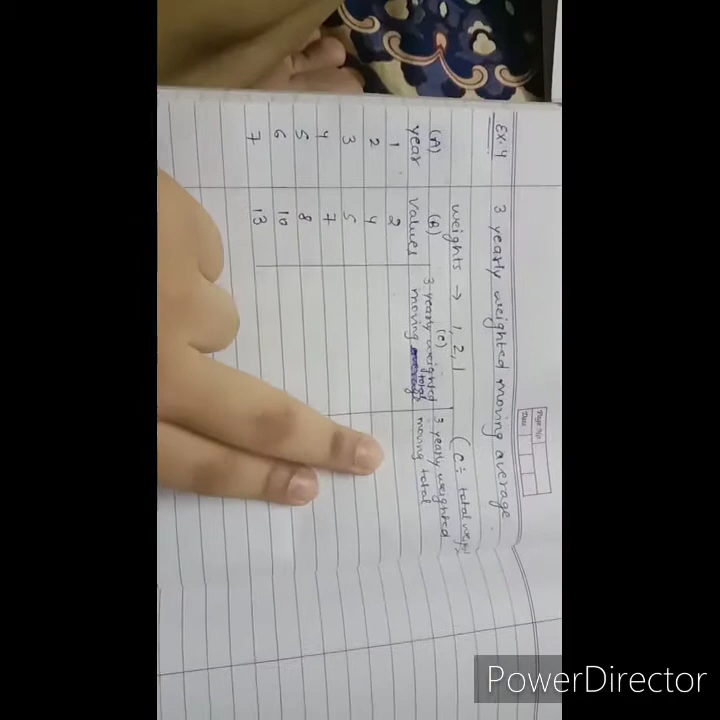 Page No.
Date
Ex. 4 3 yearly weighted moving average.
weights → 1, 2, 1 (C ÷ total weight
(A) (B) (C)
year values 3 yearly weighted moving total 3 yearly weighted moving total
1 2
2 4
3 5
4 7
5 8
6 10
7 13
PowerDirector